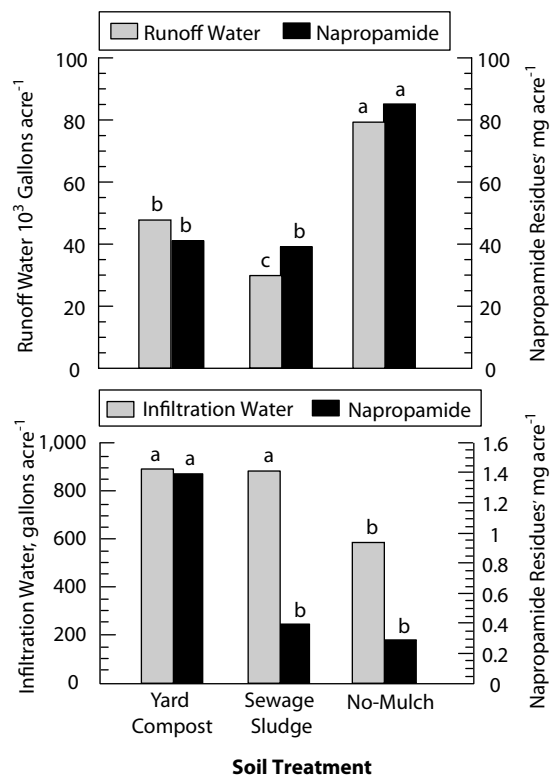 Runoff Water Napropamide
100 100
80 80
60 60
40 40
20 20
0 0
Runoff Water 10³ Gallons acre⁻¹
Napropamide Residues' mg acre⁻¹
b b c b a a
Infiltration Water Napropamide
1,000 1.6
800 1.4
600 1.2
400 1
200 0.8
0 0.6
0.4
0.2
0
Infiltration Water, gallons acre⁻¹
Napropamide Residues' mg acre⁻¹
a a a b b b
Yard Sewage No-Mulch
Compost Sludge
Soil Treatment